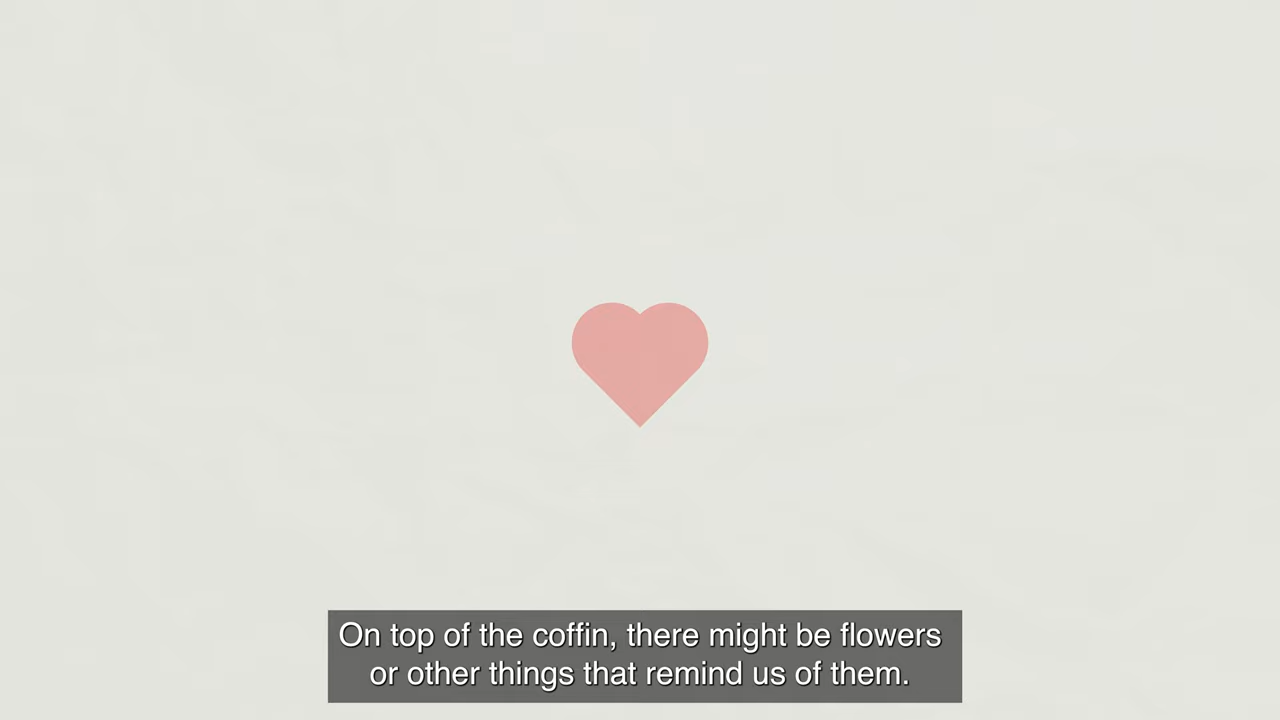 On top of the coffin, there might be flowers
or other things that remind us of them.